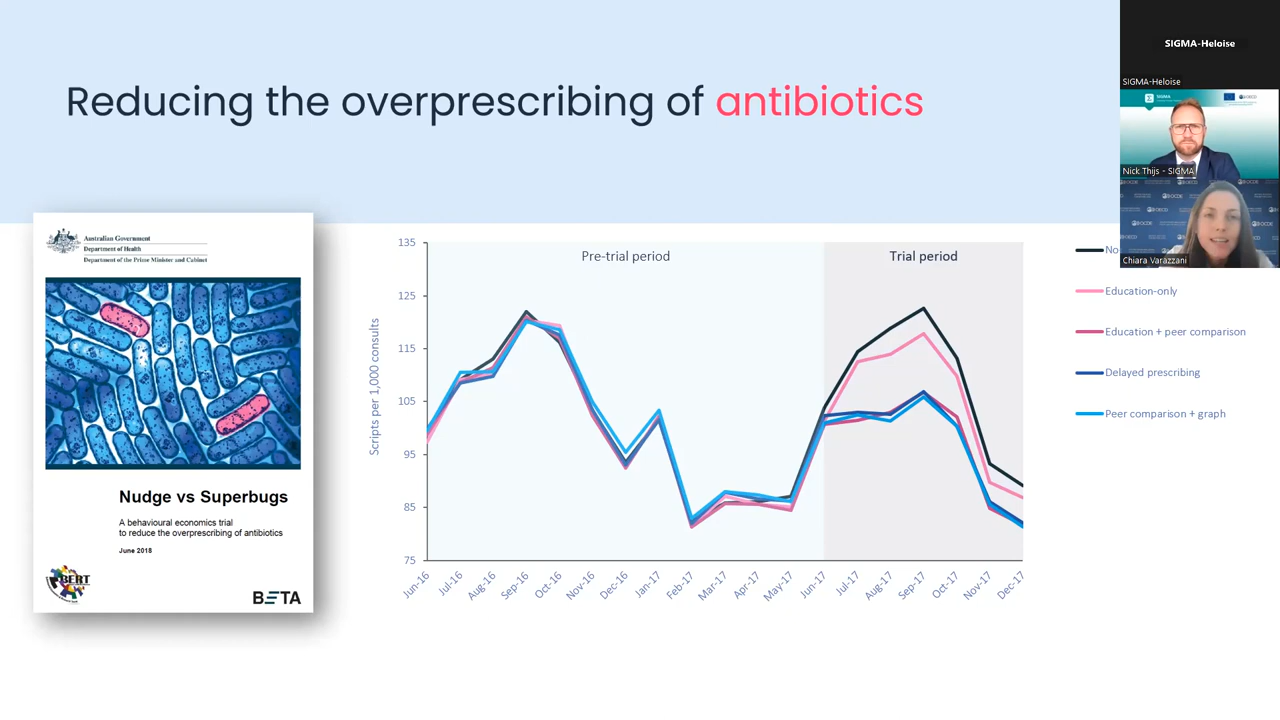 Reducing the overprescribing of antibiotics
SIGMA-Heloise
SIGMA-Heloise
SIGMA
Nick Thijs - SIGMA
Chiara Varazzani
Australian Government
Department of Health
Department of the Prime Minister and Cabinet
Nudge vs Superbugs
A behavioural economics trial
to reduce the overprescribing of antibiotics
June 2018
BERT
BETA
Scripts per 1,000 consults
135
125
115
105
95
85
75
Pre-trial period
Trial period
Jun-16
Jul-16
Aug-16
Sep-16
Oct-16
Nov-16
Dec-16
Jan-17
Feb-17
Mar-17
Apr-17
May-17
Jun-17
Jul-17
Aug-17
Sep-17
Oct-17
Nov-17
Dec-17
Education-only
Education + peer comparison
Delayed prescribing
Peer comparison + graph